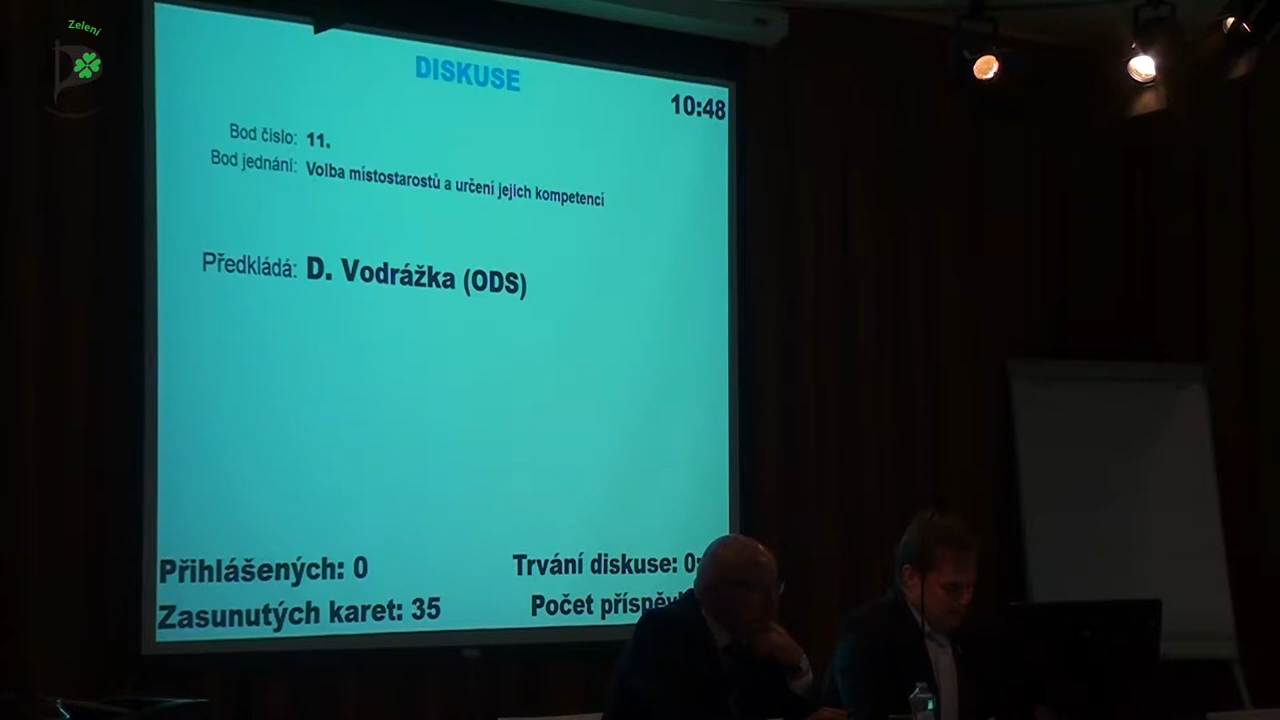 Zelení
DISKUSE
10:48
Bod číslo: 11.
Bod jednání: Volba místostarostů a určení jejich kompetencí
Předkládá: D. Vodrážka (ODS)
Přihlášených: 0
Trvání diskuse: 0:
Zasunutých karet: 35
Počet